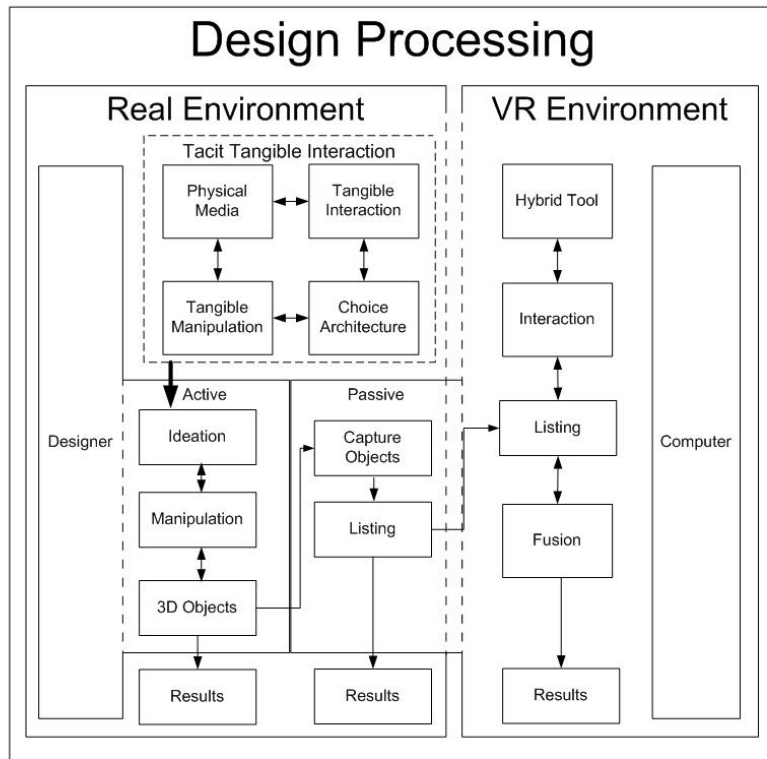 Design Processing
Real Environment
VR Environment
Tacit Tangible Interaction
Physical
Media
Tangible
Interaction
Tangible
Manipulation
Choice
Architecture
Designer
Active
Ideation
Manipulation
3D Objects
Results
Passive
Capture
Objects
Listing
Results
Hybrid Tool
Interaction
Listing
Fusion
Results
Computer